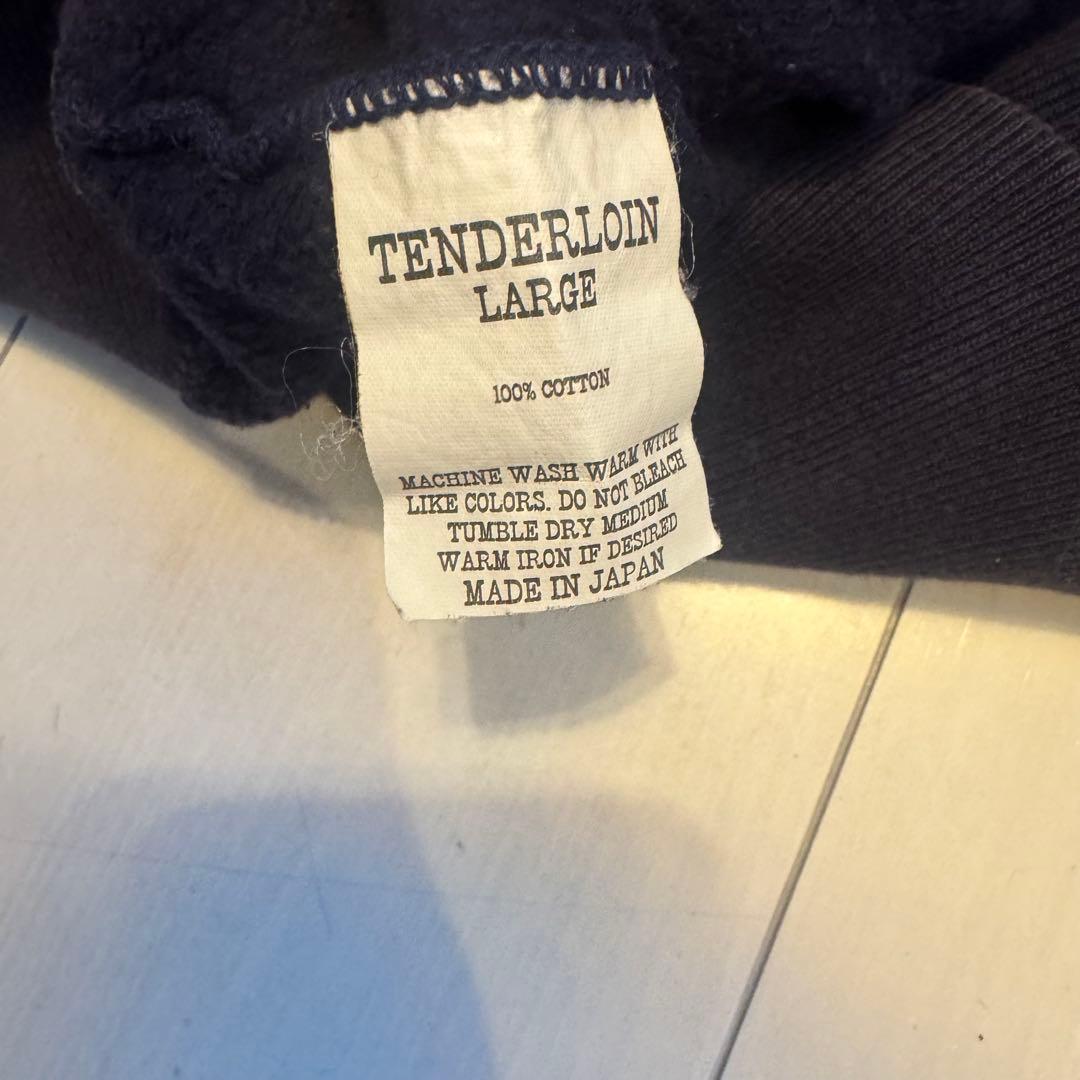 TENDERLOIN
LARGE
100% COTTON
MACHINE WASH WARM WITH
LIKE COLORS. DO NOT BLEACH
TUMBLE DRY MEDIUM
WARM IRON IF DESIRED
MADE IN JAPAN